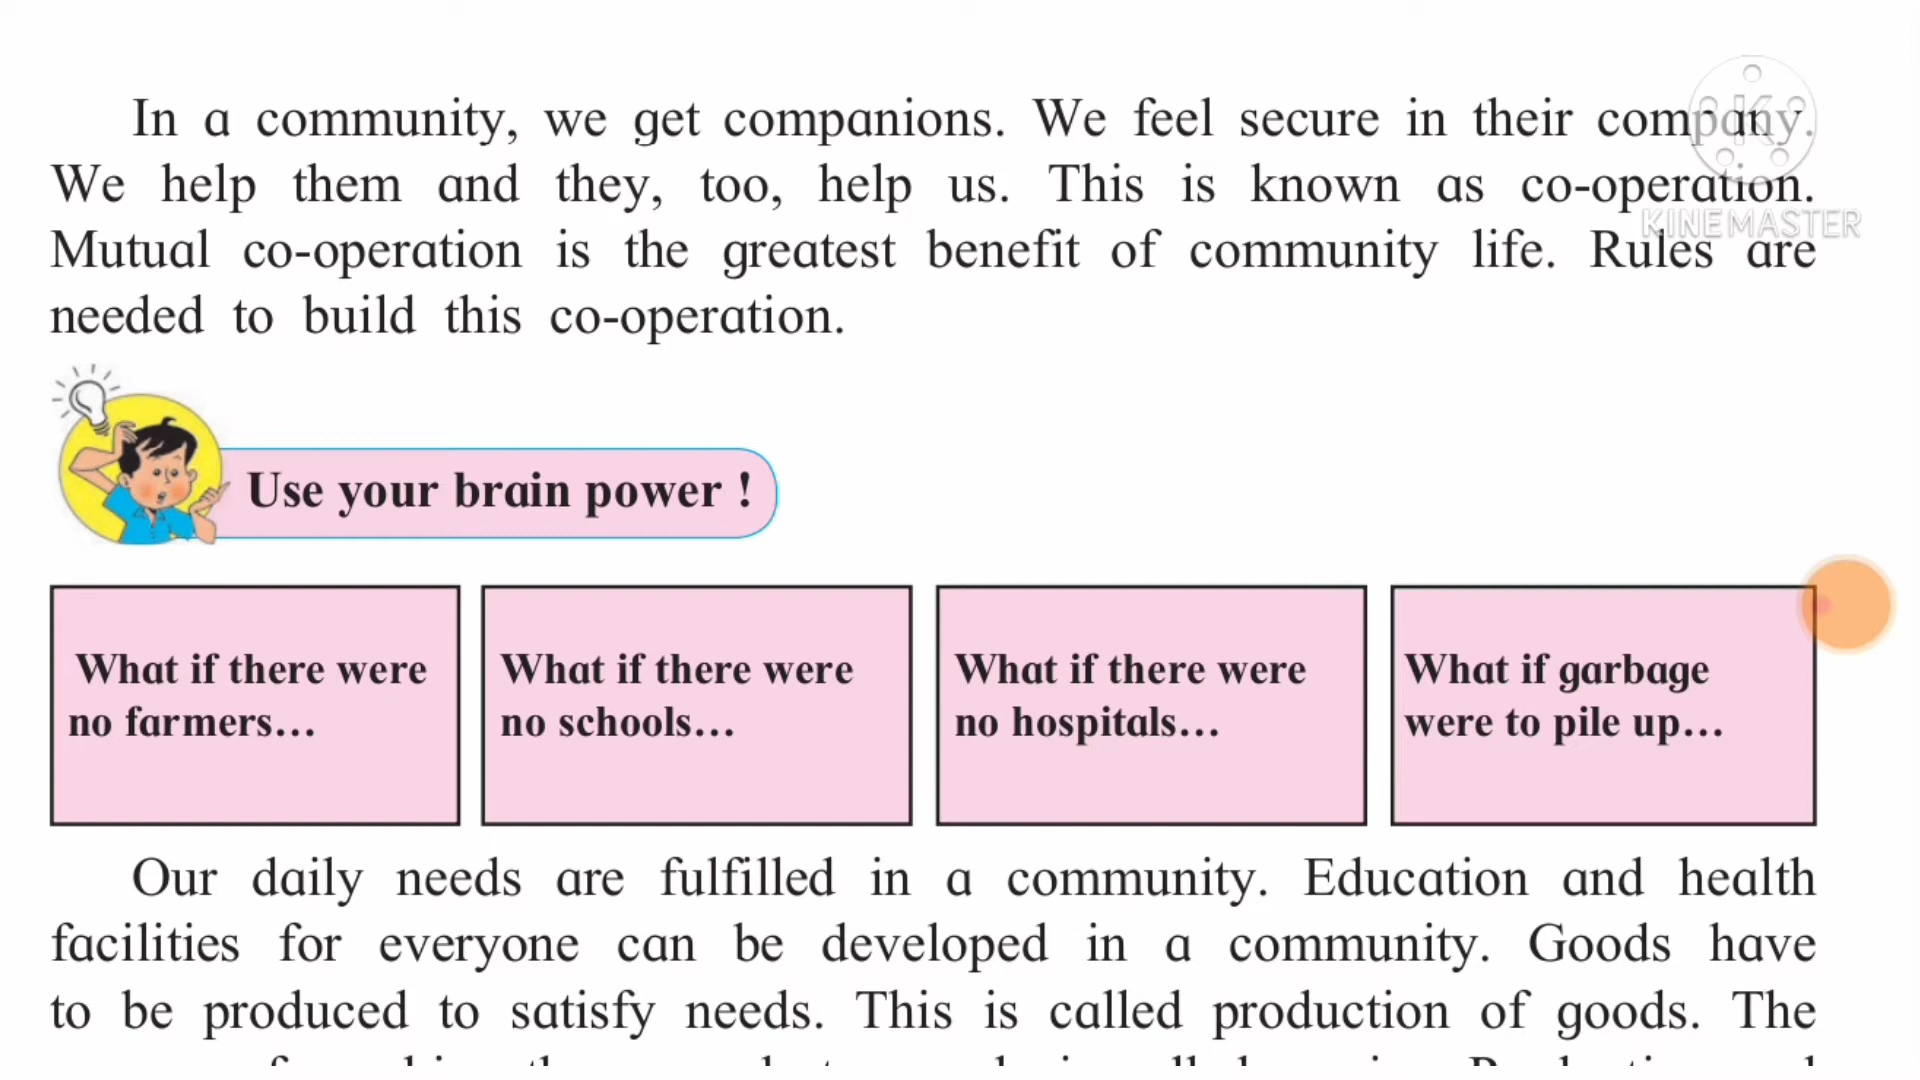 In a community, we get companions. We feel secure in their company.
We help them and they, too, help us. This is known as co-operation.
KINEMASTER
Mutual co-operation is the greatest benefit of community life. Rules are
needed to build this co-operation.
Use your brain power !
What if there were
no farmers...
What if there were
no schools...
What if there were
no hospitals...
What if garbage
were to pile up...
Our daily needs are fulfilled in a community. Education and health
facilities for everyone can be developed in a community. Goods have
to be produced to satisfy needs. This is called production of goods. The